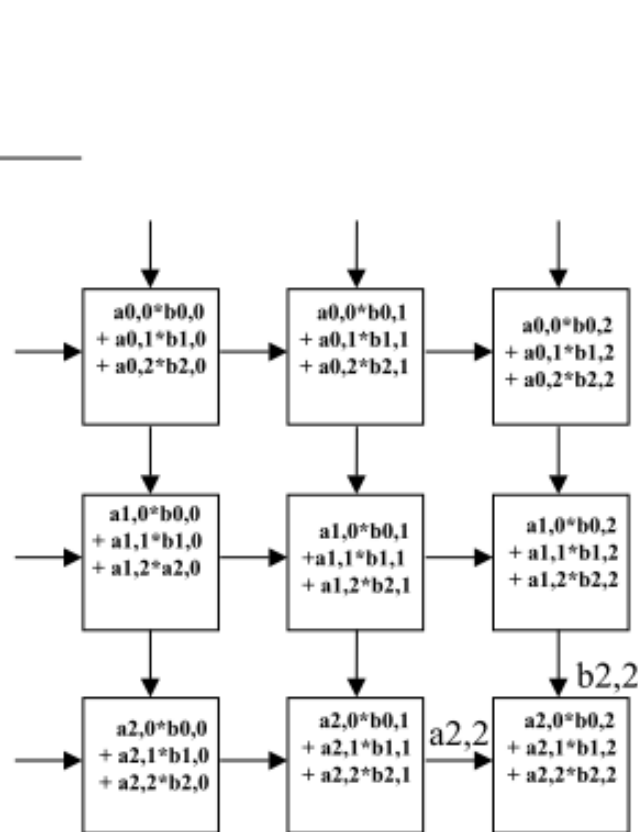 a0,0*b0,0
+ a0,1*b1,0
+ a0,2*b2,0
a0,0*b0,1
+ a0,1*b1,1
+ a0,2*b2,1
a0,0*b0,2
+ a0,1*b1,2
+ a0,2*b2,2
a1,0*b0,0
+ a1,1*b1,0
+ a1,2*a2,0
a1,0*b0,1
+a1,1*b1,1
+ a1,2*b2,1
a1,0*b0,2
+ a1,1*b1,2
+ a1,2*b2,2
b2,2
a2,0*b0,0
+ a2,1*b1,0
+ a2,2*b2,0
a2,0*b0,1
+ a2,1*b1,1
+ a2,2*b2,1
a2,2
a2,0*b0,2
+ a2,1*b1,2
+ a2,2*b2,2